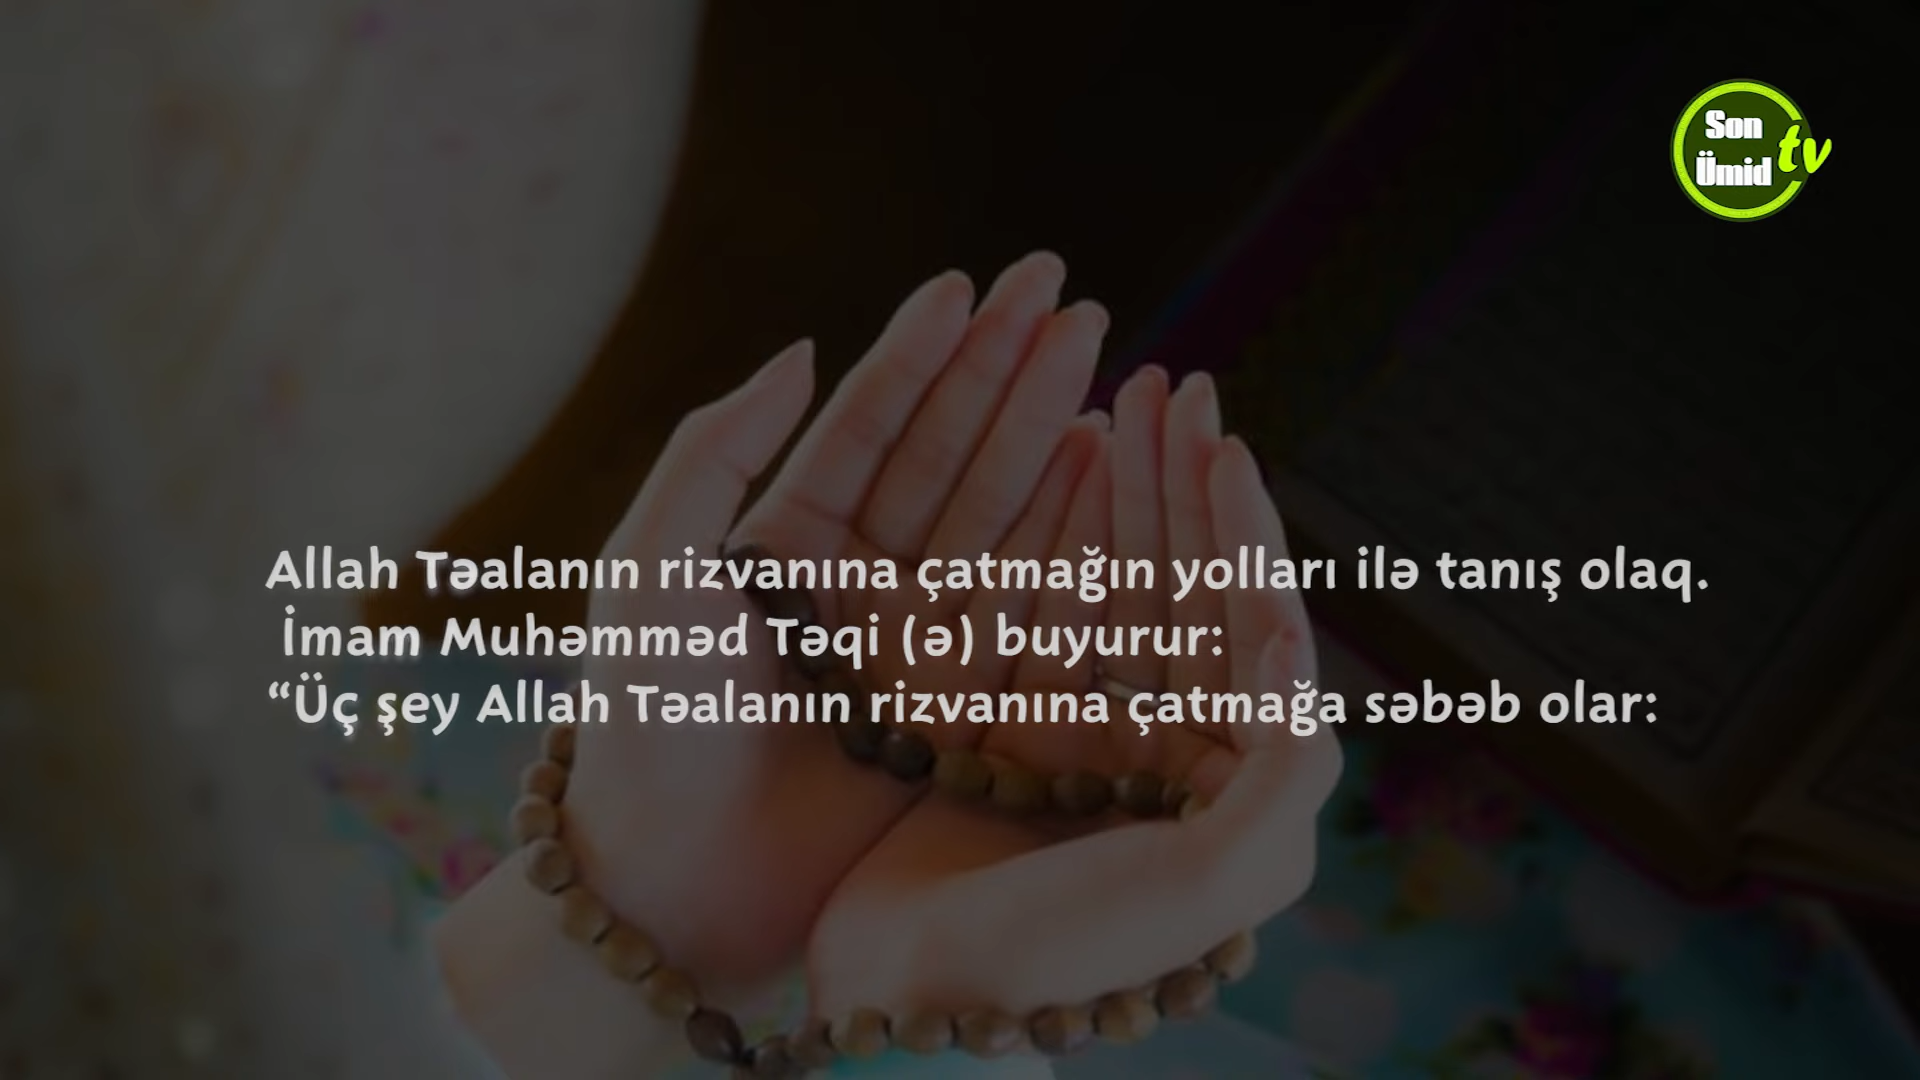 Son
Ümid tv
Allah Təalanın rizvanına çatmağın yolları ilə tanış olaq.
İmam Muhəmməd Təqi (ə) buyurur:
“Üç şey Allah Təalanın rizvanına çatmağa səbəb olar: